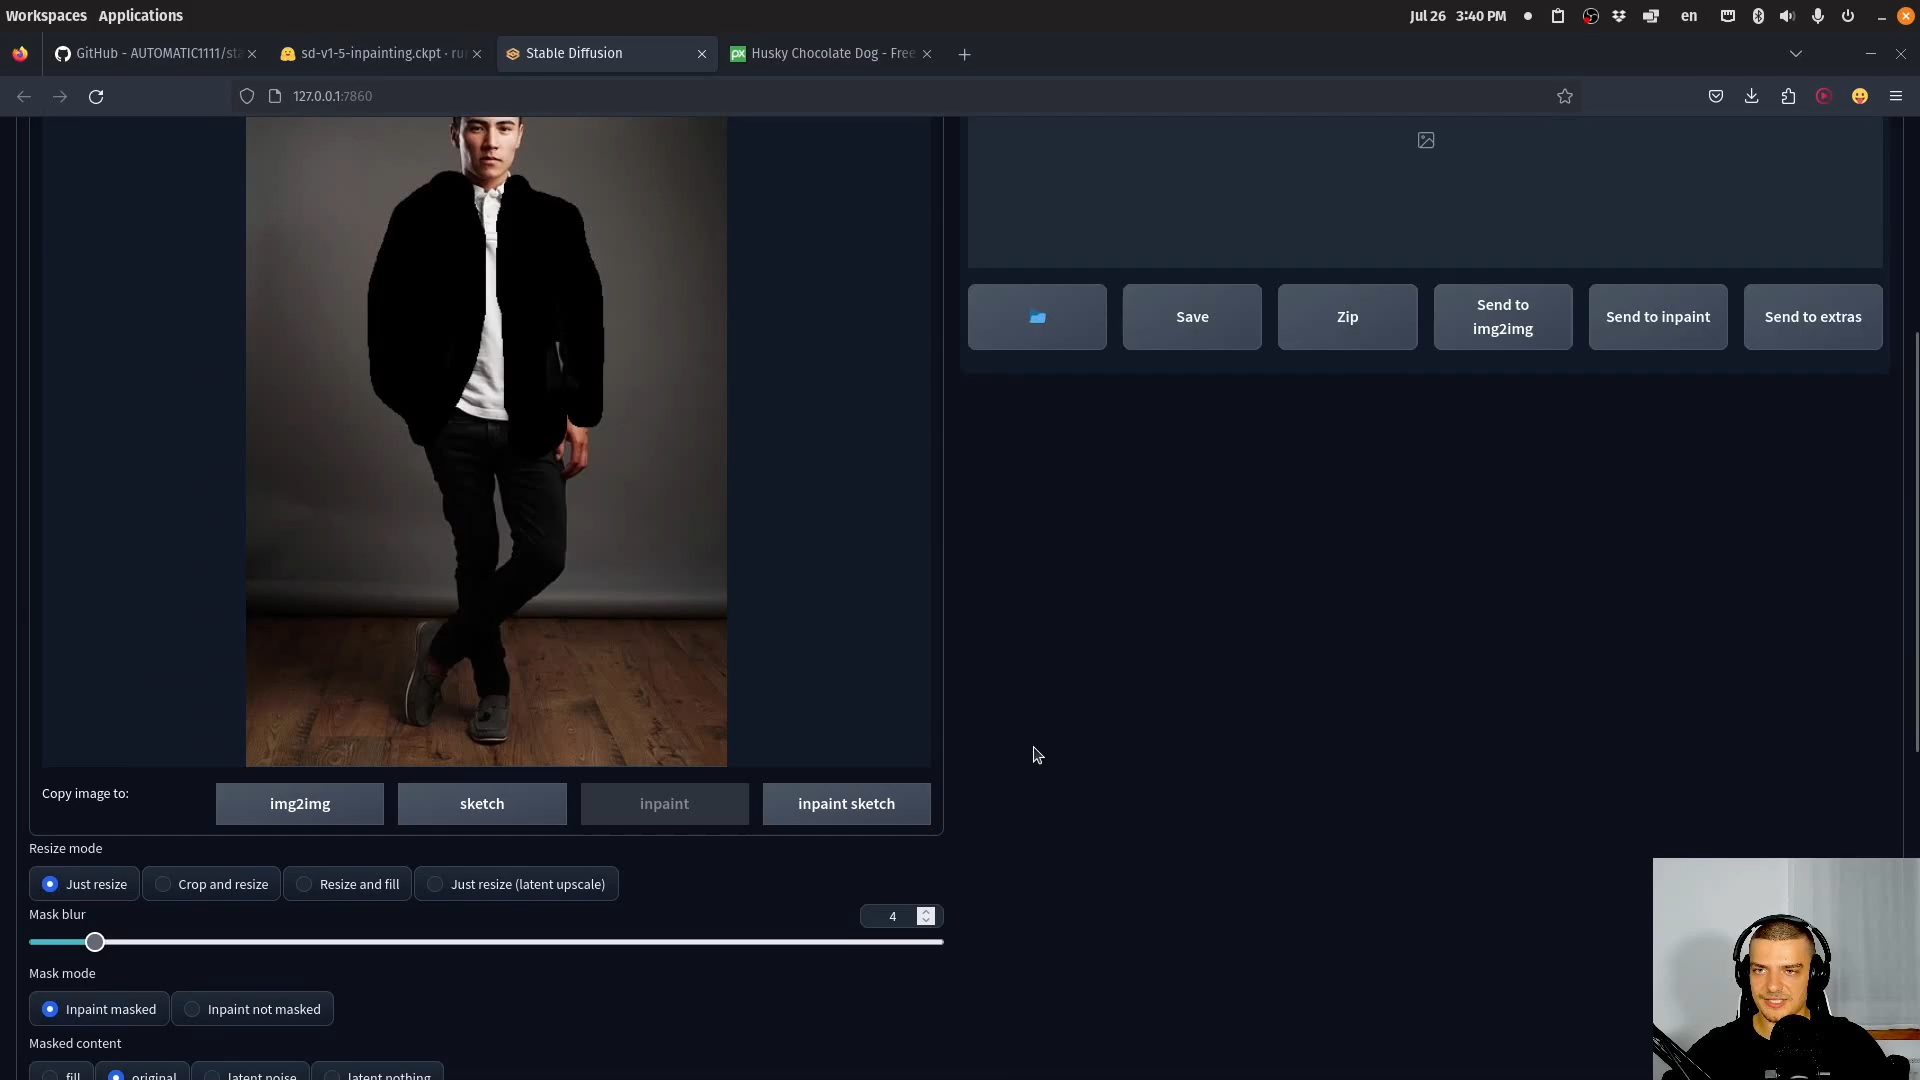 Workspaces Applications Jul 26 3:40 PM en
GitHub - AUTOMATIC1111/sta sd-v1-5-inpainting.ckpt · ru Stable Diffusion px Husky Chocolate Dog - Free
127.0.0.1:7860
Save Zip Send to img2img Send to inpaint Send to extras
Copy image to: img2img sketch inpaint inpaint sketch
Resize mode
Just resize Crop and resize Resize and fill Just resize (latent upscale)
Mask blur 4
Mask mode
Inpaint masked Inpaint not masked
Masked content
fill original latent noise latent nothing